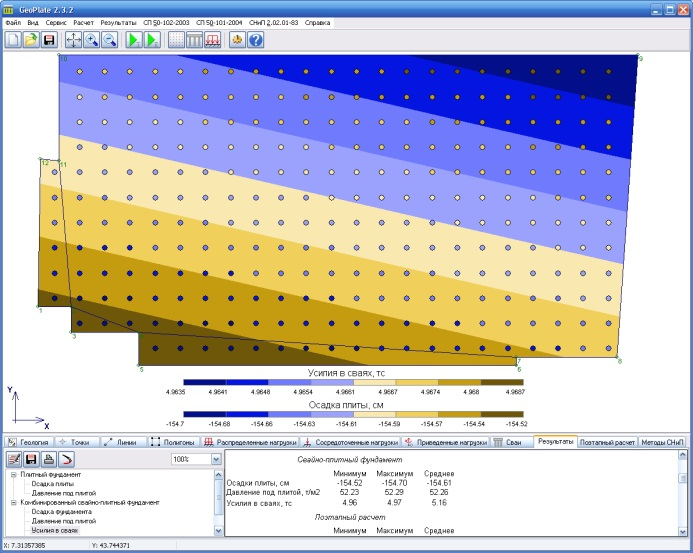 GeoPlate 2.3.2
Файл Вид Сервис Расчет Результаты СП 50-102-2003 СП 50-101-2004 СНиП 2.02.01-83 Справка
10 9
12 11
1
3
5 7
6 8
Усилия в сваях, тс
4.9635 4.9641 4.9648 4.9654 4.9661 4.9667 4.9674 4.968 4.9687
Осадка плиты, см
-154.7 -154.68 -154.66 -154.63 -154.61 -154.59 -154.57 -154.54 -154.52
Y
X
Геология Точки Линии Полигоны Распределенные нагрузки Сосредоточенные нагрузки Приведенные нагрузки Сваи Результаты Поэтапный расчет Методы СНиП
100%
Плитный фундамент
Осадка плиты
Давление под плитой
Комбинированный свайно-плитный фундамент
Осадка фундамента
Давление под плитой
Усилия в сваях
Свайно-плитный фундамент
Минимум Максимум Среднее
Осадки плиты, см -154.52 -154.70 -154.61
Давление под плитой, т/м2 52.23 52.29 52.26
Усилия в сваях, тс 4.96 4.97 5.16
Поэтапный расчет
Минимум Максимум Среднее
X: 7.31357385 Y: 43.744371